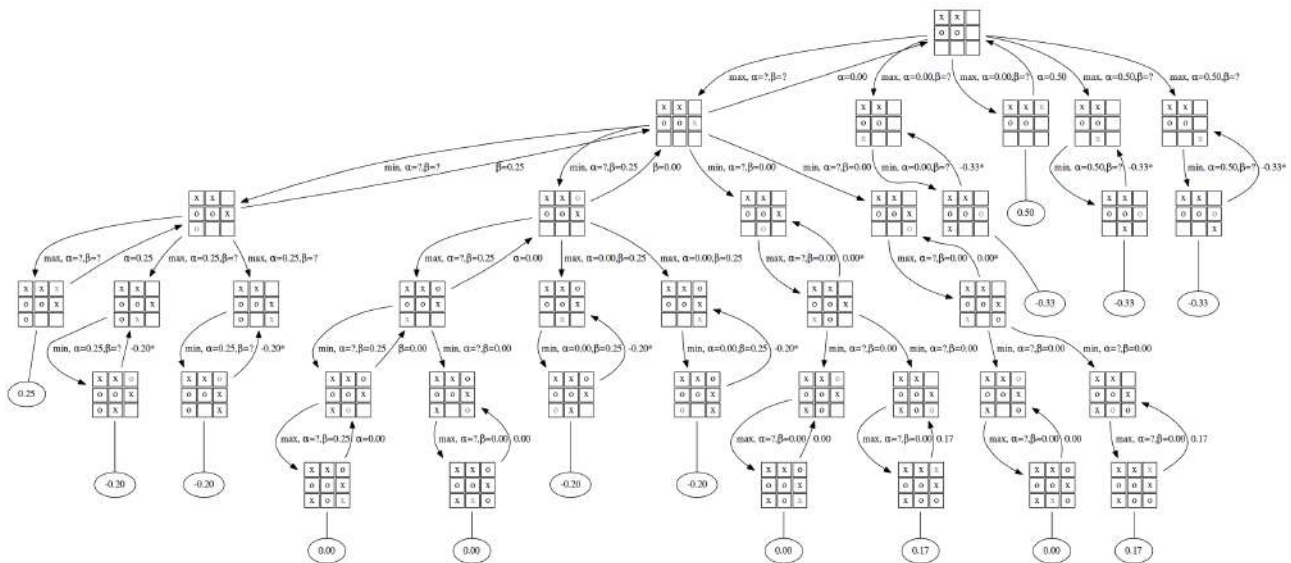 x x
o o
max, α=?,β=?
α=0.00
max, α=0.00,β=?
max, α=0.00,β=?
α=0.50
max, α=0.50,β=?
max, α=0.50,β=?
x x
o o x
x x
o o
x
x x x
o o
x x
o o
x
x x
o o
x
min, α=?,β=?
β=0.25
min, α=?,β=0.25
β=0.00
min, α=?,β=0.00
min, α=?,β=0.00
min, α=0.00,β=?
-0.33*
min, α=0.50,β=?
-0.33*
min, α=0.50,β=?
-0.33*
x x
o o x
o
x x o
o o x
x x
o o x
o
x x
o o x
o
x x
o o o
x
0.50
x x
o o o
x
x x
o o o
x
max, α=?,β=?
α=0.25
max, α=0.25,β=?
max, α=0.25,β=?
max, α=?,β=0.25
α=0.00
max, α=0.00,β=0.25
max, α=0.00,β=0.25
max, α=?,β=0.00
0.00*
max, α=?,β=0.00
0.00*
x x x
o o x
o
x x
o o x
o x
x x
o o x
o x
x x o
o o x
x
x x o
o o x
x
x x o
o o x
x
x x
o o x
x o
x x
o o x
x o
-0.33
-0.33
-0.33
min, α=0.25,β=?
-0.20*
min, α=0.25,β=?
-0.20*
min, α=?,β=0.25
β=0.00
min, α=?,β=0.00
min, α=0.00,β=0.25
-0.20*
min, α=0.00,β=0.25
-0.20*
min, α=?,β=0.00
min, α=?,β=0.00
min, α=?,β=0.00
min, α=?,β=0.00
0.25
x x o
o o x
o x
x x o
o o x
o x
x x o
o o x
x o
x x o
o o x
x o
x x o
o o x
o x
x x o
o o x
o x
x x o
o o x
x o
x x
o o x
x o o
x x o
o o x
x o
x x
o o x
x o o
max, α=?,β=0.25
α=0.00
max, α=?,β=0.00
0.00
max, α=?,β=0.00
0.00
max, α=?,β=0.00
0.17
max, α=?,β=0.00
0.00
max, α=?,β=0.00
0.17
-0.20
-0.20
x x o
o o x
x o x
x x o
o o x
x x o
-0.20
-0.20
x x o
o o x
x o x
x x x
o o x
x o o
x x o
o o x
x x o
x x x
o o x
x o o
0.00
0.00
0.00
0.17
0.00
0.17